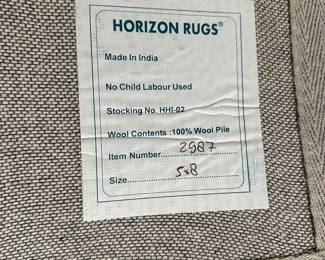 HORIZON RUGS®
Made In India
No Child Labour Used
Stocking No. HHI-02
Wool Contents :100% Wool Pile
Item Number.......2987
Size.......5x8